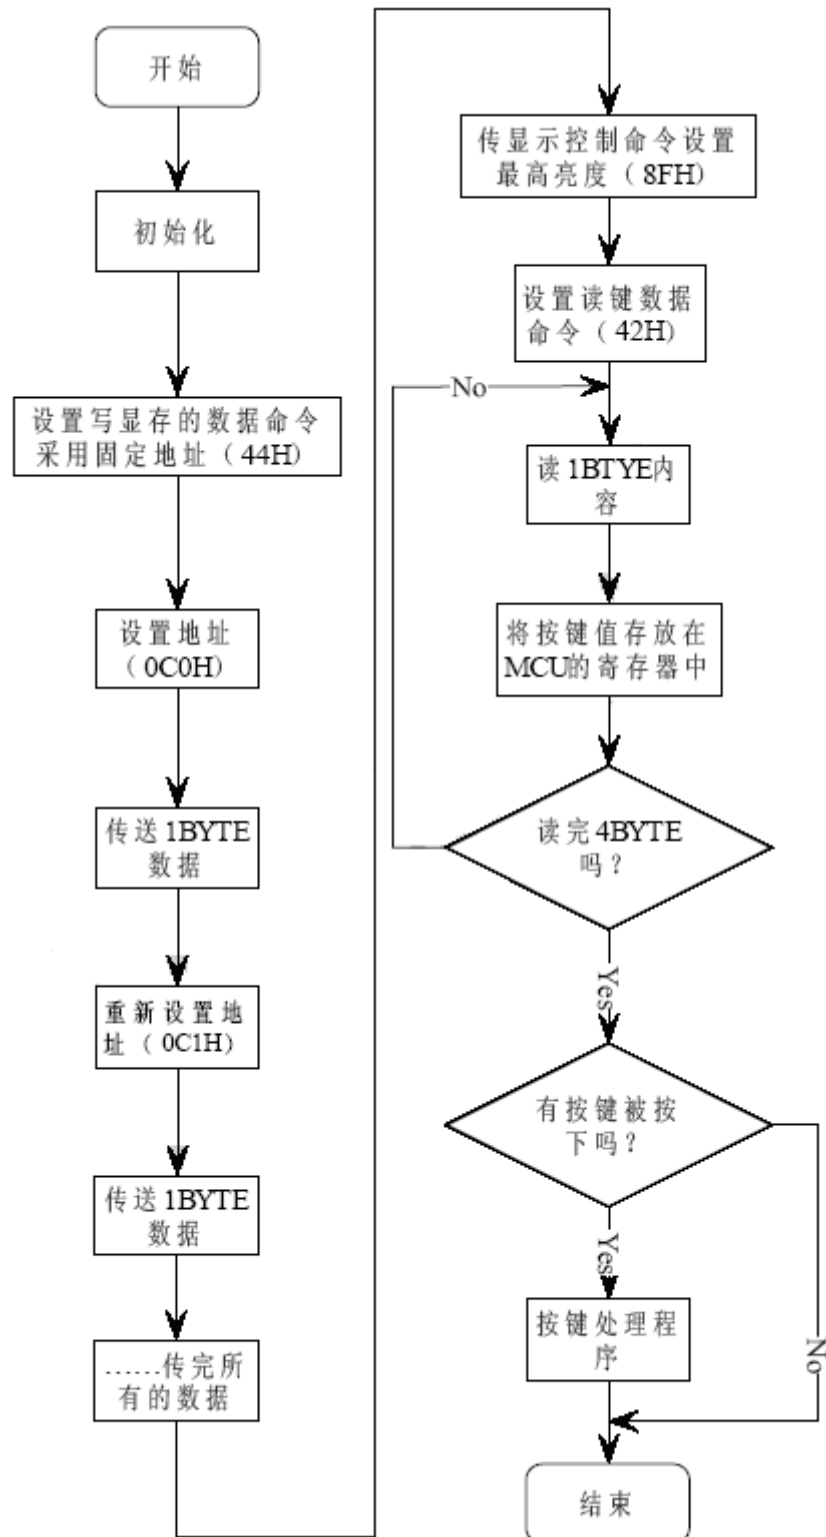 开始
初始化
设置写显存的数据命令
采用固定地址（44H）
设置地址
（0C0H）
传送1BYTE
数据
重新设置地
址（0C1H）
传送1BYTE
数据
……传完所
有的数据
传显示控制命令设置
最高亮度（8FH）
设置读键数据
命令（42H）
No
读1BTYE内
容
将按键值存放在
MCU的寄存器中
读完4BYTE
吗？
Yes
有按键被按
下吗？
Yes
No
按键处理程
序
结束